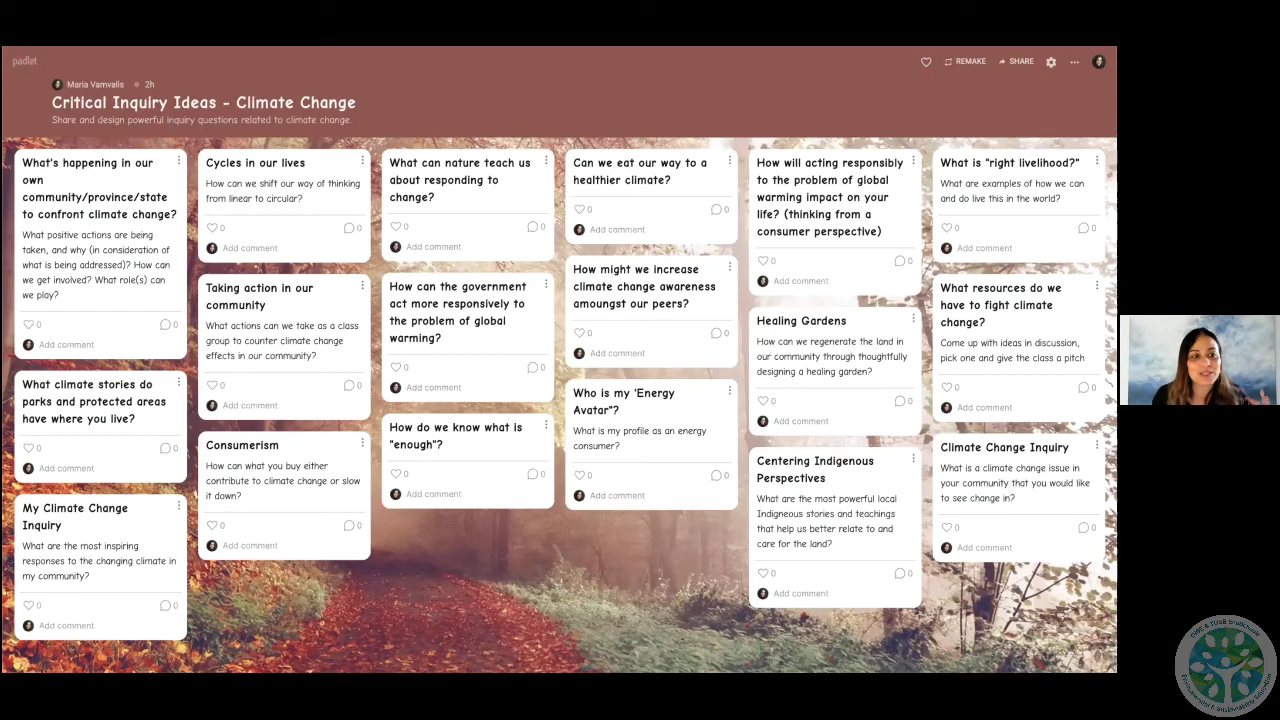 padlet
REMAKE
SHARE
Maria Vamvalis
2h
Critical Inquiry Ideas - Climate Change
Share and design powerful inquiry questions related to climate change.
What's happening in our
own
community/province/state
to confront climate change?
What positive actions are being
taken, and why (in consideration of
what is being addressed)? How can
we get involved? What role(s) can
we play?
0
0
Add comment
What climate stories do
parks and protected areas
have where you live?
0
0
Add comment
My Climate Change
Inquiry
What are the most inspiring
responses to the changing climate in
my community?
0
0
Add comment
Cycles in our lives
How can we shift our way of thinking
from linear to circular?
0
0
Add comment
Taking action in our
community
What actions can we take as a class
group to counter climate change
effects in our community?
0
0
Add comment
Consumerism
How can what you buy either
contribute to climate change or slow
it down?
0
0
Add comment
What can nature teach us
about responding to
change?
0
0
Add comment
How can the government
act more responsively to
the problem of global
warming?
0
0
Add comment
How do we know what is
"enough"?
0
0
Add comment
Can we eat our way to a
healthier climate?
0
0
Add comment
How might we increase
climate change awareness
amoungst our peers?
0
0
Add comment
Who is my 'Energy
Avatar"?
What is my profile as an energy
consumer?
0
0
Add comment
How will acting responsibly
to the problem of global
warming impact on your
life? (thinking from a
consumer perspective)
0
0
Add comment
Healing Gardens
How can we regenerate the land in
our community through thoughtfully
designing a healing garden?
0
0
Add comment
Centering Indigenous
Perspectives
What are the most powerful local
Indigneous stories and teachings
that help us better relate to and
care for the land?
0
0
Add comment
What is "right livelihood?"
What are examples of how we can
and do live this in the world?
0
0
Add comment
What resources do we
have to fight climate
change?
Come up with ideas in discussion,
pick one and give the class a pitch
0
0
Add comment
Climate Change Inquiry
What is a climate change issue in
your community that you would like
to see change in?
0
0
Add comment